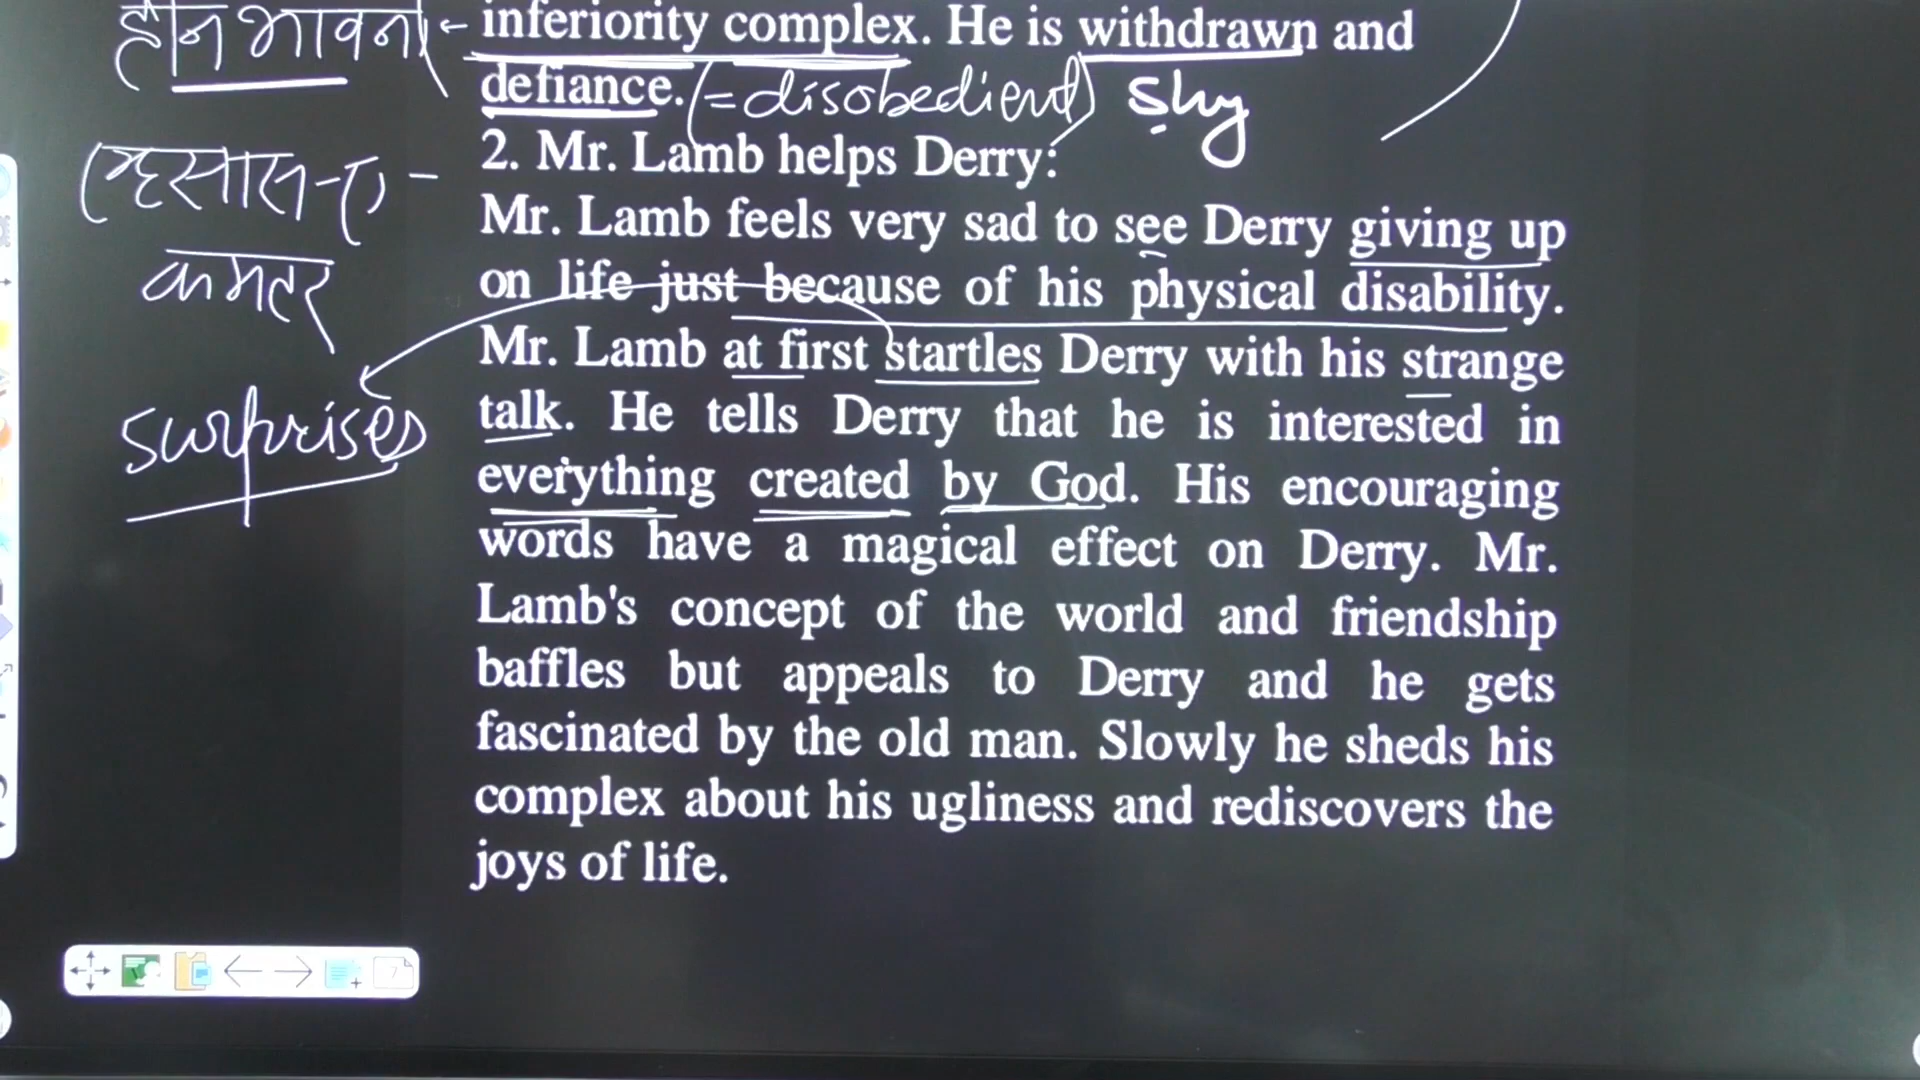 हीन भावना - inferiority complex. He is withdrawn and
defiance. (= disobedient) shy
2. Mr. Lamb helps Derry:
एहसास-ए-
कमतर
Mr. Lamb feels very sad to see Derry giving up
on life just because of his physical disability.
Mr. Lamb at first startles Derry with his strange
surprises
talk. He tells Derry that he is interested in
everything created by God. His encouraging
words have a magical effect on Derry. Mr.
Lamb's concept of the world and friendship
baffles but appeals to Derry and he gets
fascinated by the old man. Slowly he sheds his
complex about his ugliness and rediscovers the
joys of life.
7